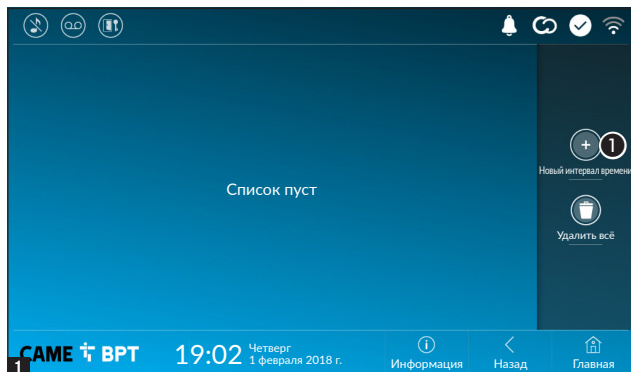 1
Новый интервал времени
Список пуст
Удалить всё
CAME BPT
19:02
Четверг
1 февраля 2018 г.
Информация
Назад
Главная
1